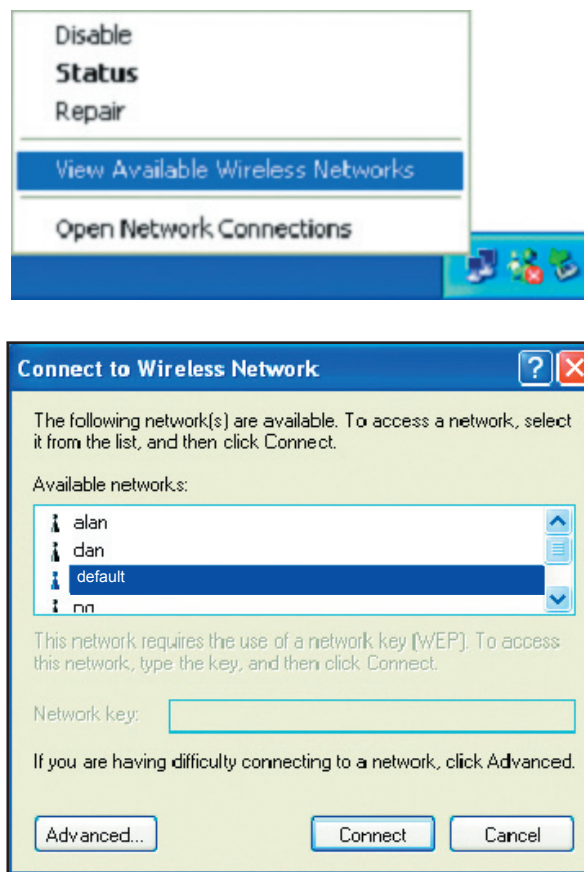 Disable
Status
Repair
View Available Wireless Networks
Open Network Connections
Connect to Wireless Network
The following network(s) are available. To access a network, select
it from the list, and then click Connect.
Available networks:
alan
dan
default
This network requires the use of a network key (WEP). To access
this network, type the key, and then click Connect.
Network key:
If you are having difficulty connecting to a network, click Advanced.
Advanced...
Connect
Cancel